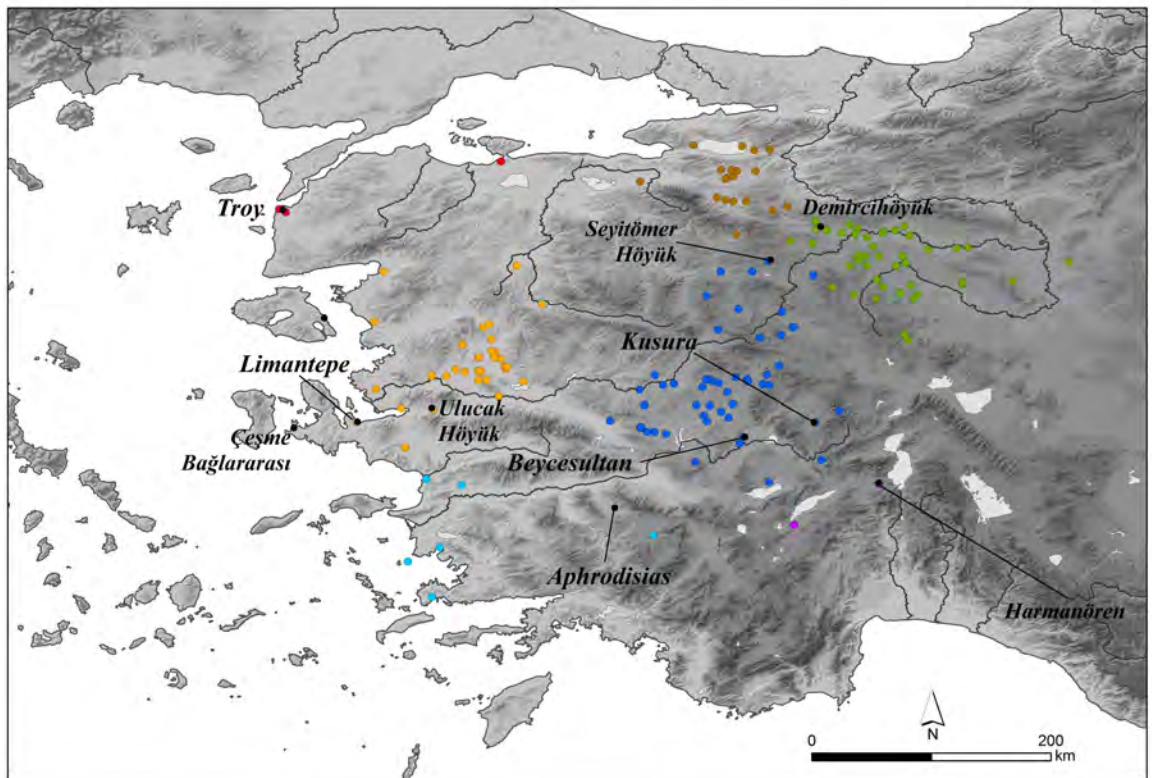 Troy
Demircihöyük
Seyitömer
Höyük
Kusura
Limantepe
Ulucak
Höyük
Çeşme
Bağlararası
Beycesultan
Aphrodisias
Harmanören
N
0 200
km